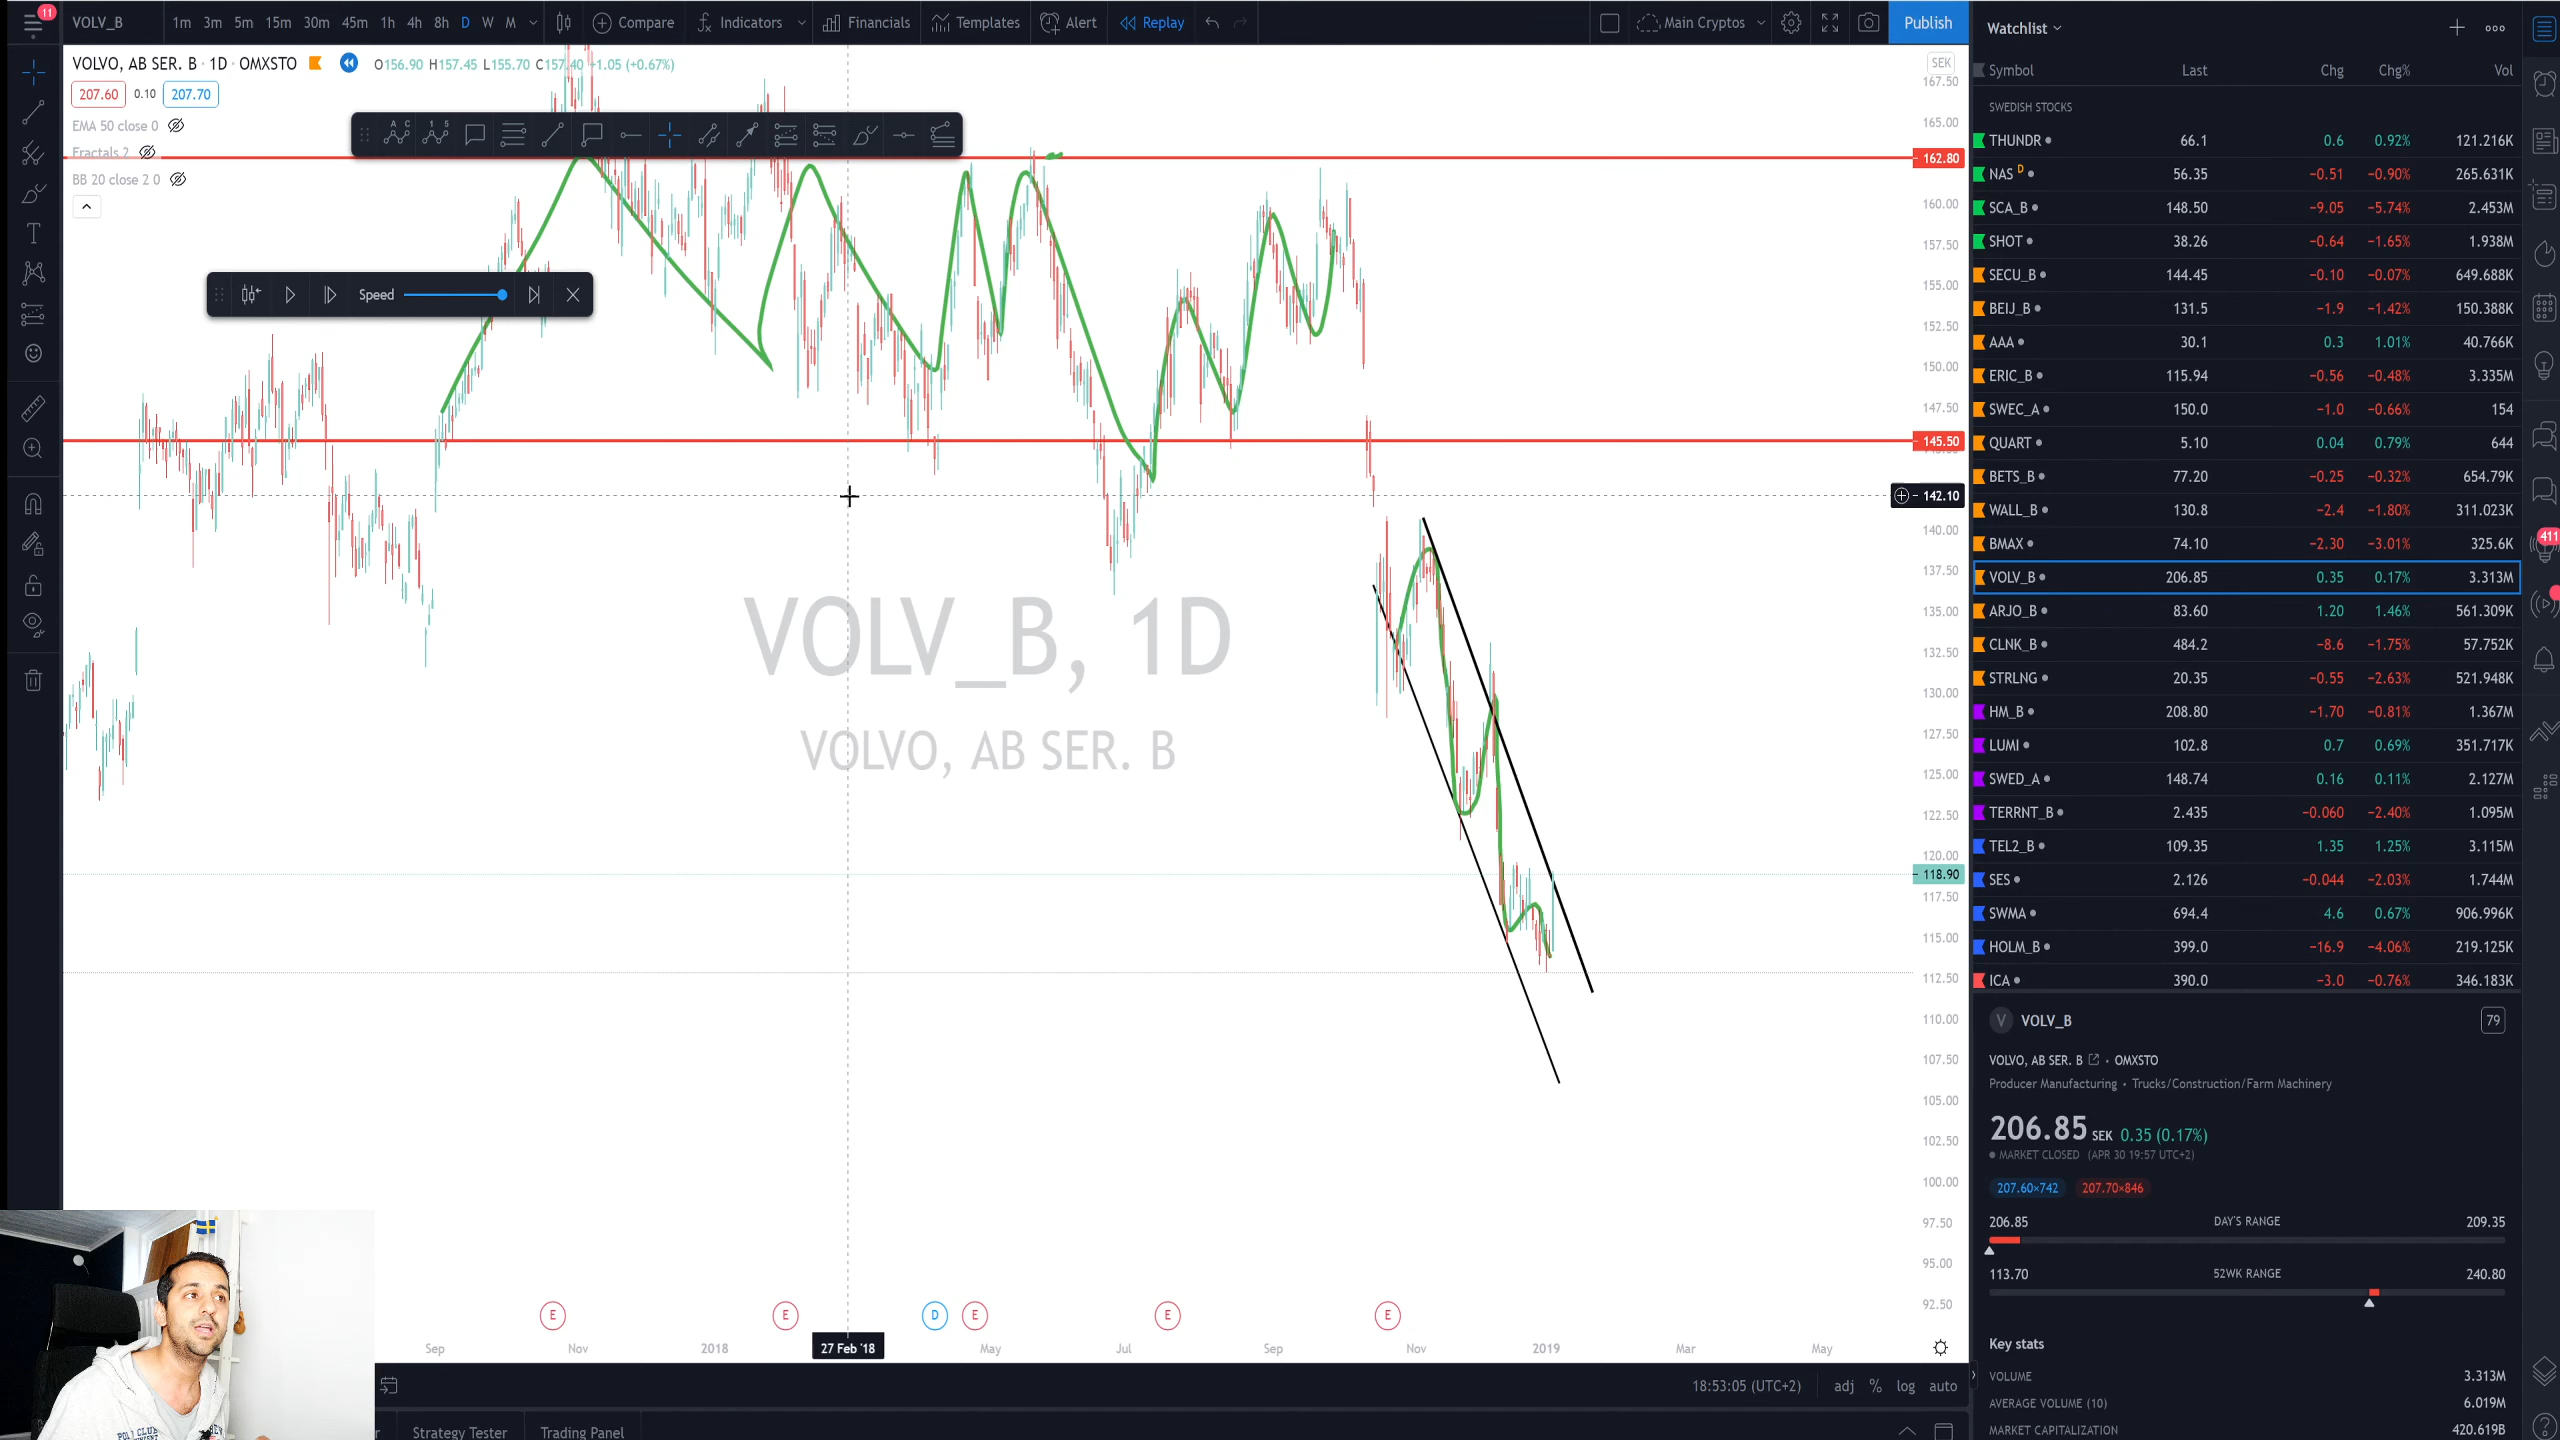 11
VOLV_B
1m 3m 5m 15m 30m 45m 1h 4h 8h D W M
Compare
Indicators
Financials
Templates
Alert
Replay
Main Cryptos
Publish
VOLVO, AB SER. B · 1D · OMXSTO
O156.90 H157.45 L155.70 C157.40 +1.05 (+0.67%)
207.60 0.10 207.70
EMA 50 close 0
Fractals 2
BB 20 close 2 0
Speed
SEK
167.50
165.00
162.80
160.00
157.50
155.00
152.50
150.00
147.50
145.50
142.10
140.00
137.50
135.00
132.50
130.00
127.50
125.00
122.50
120.00
118.90
117.50
115.00
112.50
110.00
107.50
105.00
102.50
100.00
97.50
95.00
92.50
VOLV_B, 1D
VOLVO, AB SER. B
E E D E E E
Sep Nov 2018 27 Feb '18 May Jul Sep Nov 2019 Mar May
18:53:05 (UTC+2) adj % log auto
Strategy Tester Trading Panel
Watchlist
Symbol Last Chg Chg% Vol
SWEDISH STOCKS
THUNDR 66.1 0.6 0.92% 121.216K
NAS D 56.35 −0.51 −0.90% 265.631K
SCA_B 148.50 −9.05 −5.74% 2.453M
SHOT 38.26 −0.64 −1.65% 1.938M
SECU_B 144.45 −0.10 −0.07% 649.688K
BEIJ_B 131.5 −1.9 −1.42% 150.388K
AAA 30.1 0.3 1.01% 40.766K
ERIC_B 115.94 −0.56 −0.48% 3.335M
SWEC_A 150.0 −1.0 −0.66% 154
QUART 5.10 0.04 0.79% 644
BETS_B 77.20 −0.25 −0.32% 654.79K
WALL_B 130.8 −2.4 −1.80% 311.023K
BMAX 74.10 −2.30 −3.01% 325.6K
VOLV_B 206.85 0.35 0.17% 3.313M
ARJO_B 83.60 1.20 1.46% 561.309K
CLNK_B 484.2 −8.6 −1.75% 57.752K
STRLNG 20.35 −0.55 −2.63% 521.948K
HM_B 208.80 −1.70 −0.81% 1.367M
LUMI 102.8 0.7 0.69% 351.717K
SWED_A 148.74 0.16 0.11% 2.127M
TERRNT_B 2.435 −0.060 −2.40% 1.095M
TEL2_B 109.35 1.35 1.25% 3.115M
SES 2.126 −0.044 −2.03% 1.744M
SWMA 694.4 4.6 0.67% 906.996K
HOLM_B 399.0 −16.9 −4.06% 219.125K
ICA 390.0 −3.0 −0.76% 346.183K
411
V VOLV_B 79
VOLVO, AB SER. B · OMXSTO
Producer Manufacturing • Trucks/Construction/Farm Machinery
206.85 SEK 0.35 (0.17%)
MARKET CLOSED (APR 30 19:57 UTC+2)
207.60×742 207.70×846
206.85 DAY'S RANGE 209.35
113.70 52WK RANGE 240.80
Key stats
VOLUME 3.313M
AVERAGE VOLUME (10) 6.019M
MARKET CAPITALIZATION 420.619B